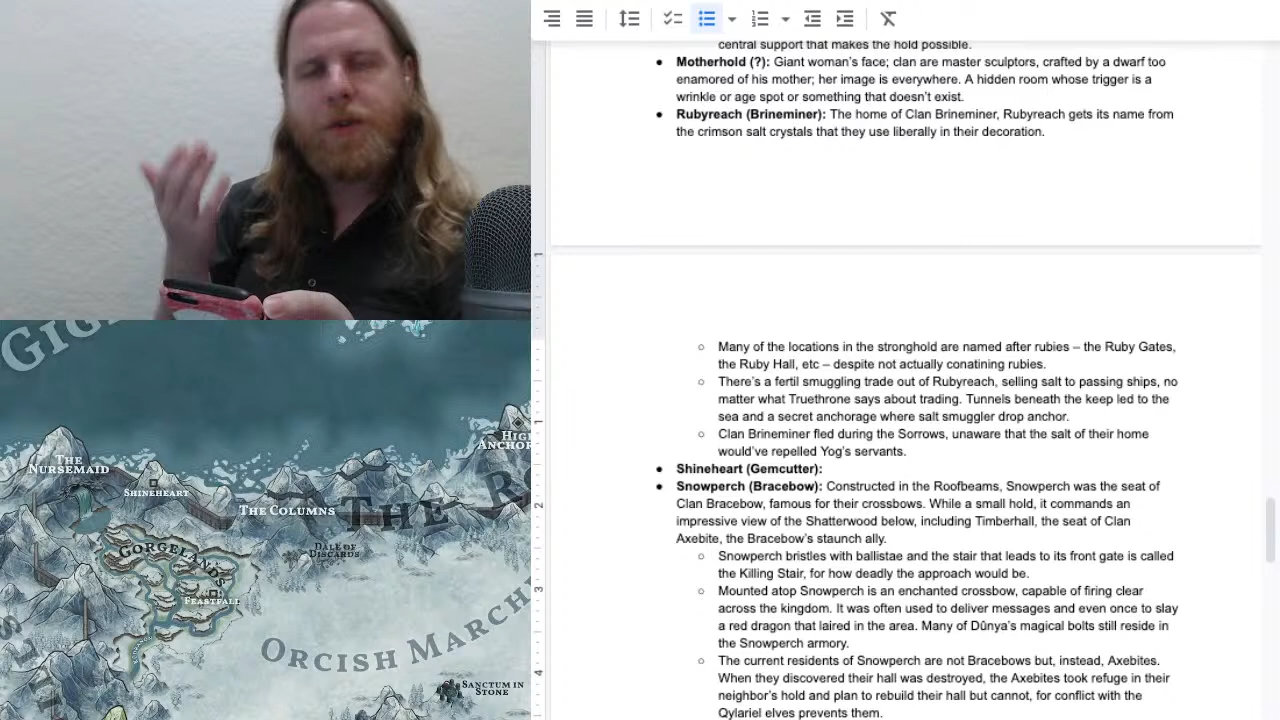 central support that makes the hold possible.
● Motherhold (?): Giant woman's face; clan are master sculptors, crafted by a dwarf too
enamored of his mother; her image is everywhere. A hidden room whose trigger is a
wrinkle or age spot or something that doesn't exist.
● Rubyreach (Brineminer): The home of Clan Brineminer, Rubyreach gets its name from
the crimson salt crystals that they use liberally in their decoration.
○ Many of the locations in the stronghold are named after rubies – the Ruby Gates,
the Ruby Hall, etc – despite not actually conatining rubies.
○ There's a fertil smuggling trade out of Rubyreach, selling salt to passing ships, no
matter what Truethrone says about trading. Tunnels beneath the keep led to the
sea and a secret anchorage where salt smuggler drop anchor.
○ Clan Brineminer fled during the Sorrows, unaware that the salt of their home
would've repelled Yog's servants.
● Shineheart (Gemcutter):
● Snowperch (Bracebow): Constructed in the Roofbeams, Snowperch was the seat of
Clan Bracebow, famous for their crossbows. While a small hold, it commands an
impressive view of the Shatterwood below, including Timberhall, the seat of Clan
Axebite, the Bracebow's staunch ally.
○ Snowperch bristles with ballistae and the stair that leads to its front gate is called
the Killing Stair, for how deadly the approach would be.
○ Mounted atop Snowperch is an enchanted crossbow, capable of firing clear
across the kingdom. It was often used to deliver messages and even once to slay
a red dragon that laired in the area. Many of Dûnya's magical bolts still reside in
the Snowperch armory.
○ The current residents of Snowperch are not Bracebows but, instead, Axebites.
When they discovered their hall was destroyed, the Axebites took refuge in their
neighbor's hold and plan to rebuild their hall but cannot, for conflict with the
Qylariel elves prevents them.
1
1
2
3
4
THE
NURSEMAID
SHINEHEART
THE COLUMNS
THE
HIGH
ANCHOR
DALE OF
DISCARDS
GORGELANDS
FEASTFALL
ORCISH MARCH
SANCTUM IN
STONE